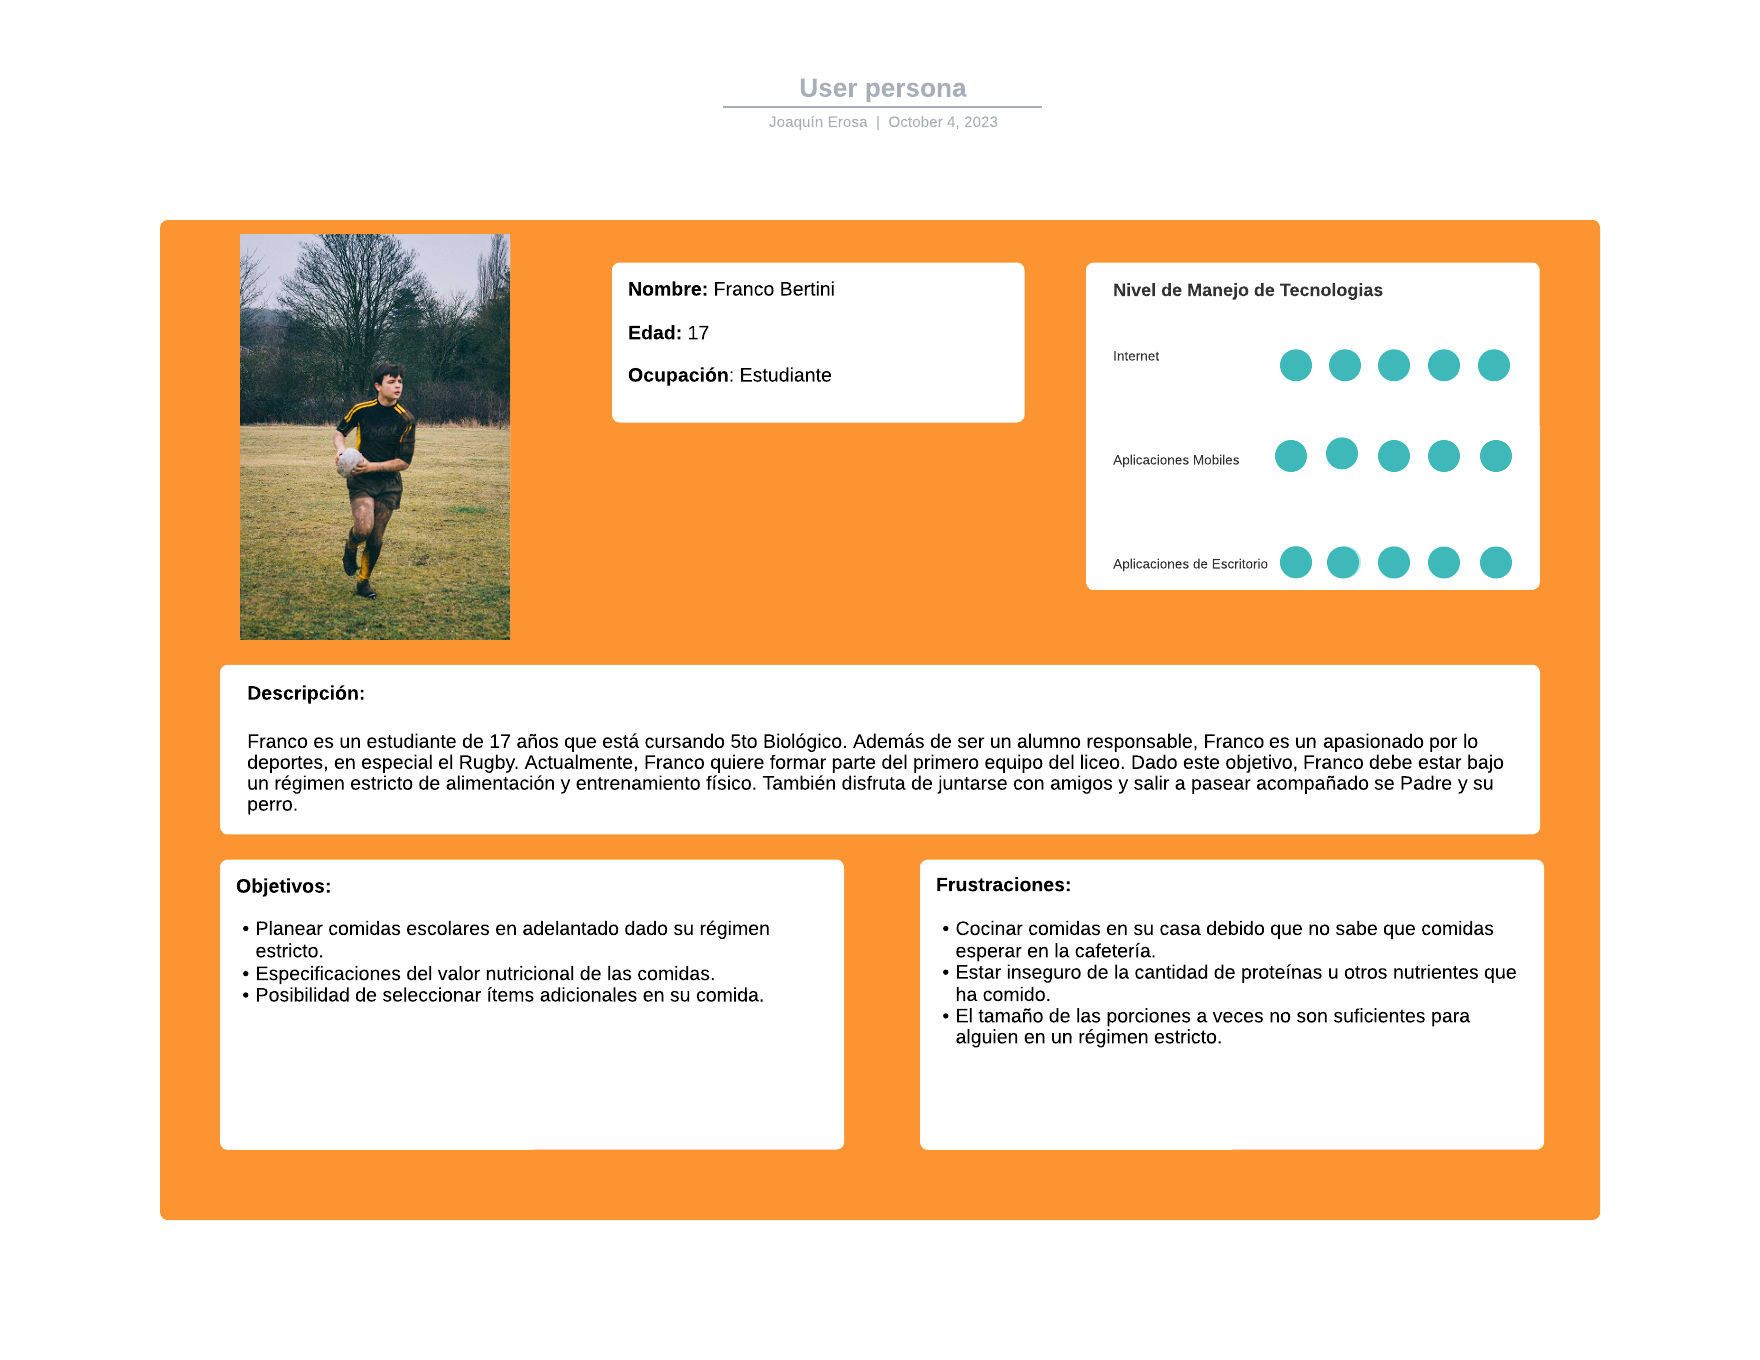 User persona
Joaquín Erosa | October 4, 2023
Nombre: Franco Bertini
Edad: 17
Ocupación: Estudiante
Nivel de Manejo de Tecnologias
Internet
Aplicaciones Mobiles
Aplicaciones de Escritorio
Descripción:
Franco es un estudiante de 17 años que está cursando 5to Biológico. Además de ser un alumno responsable, Franco es un apasionado por lo
deportes, en especial el Rugby. Actualmente, Franco quiere formar parte del primero equipo del liceo. Dado este objetivo, Franco debe estar bajo
un régimen estricto de alimentación y entrenamiento físico. También disfruta de juntarse con amigos y salir a pasear acompañado se Padre y su
perro.
Objetivos:
• Planear comidas escolares en adelantado dado su régimen
estricto.
• Especificaciones del valor nutricional de las comidas.
• Posibilidad de seleccionar ítems adicionales en su comida.
Frustraciones:
• Cocinar comidas en su casa debido que no sabe que comidas
esperar en la cafetería.
• Estar inseguro de la cantidad de proteínas u otros nutrientes que
ha comido.
• El tamaño de las porciones a veces no son suficientes para
alguien en un régimen estricto.